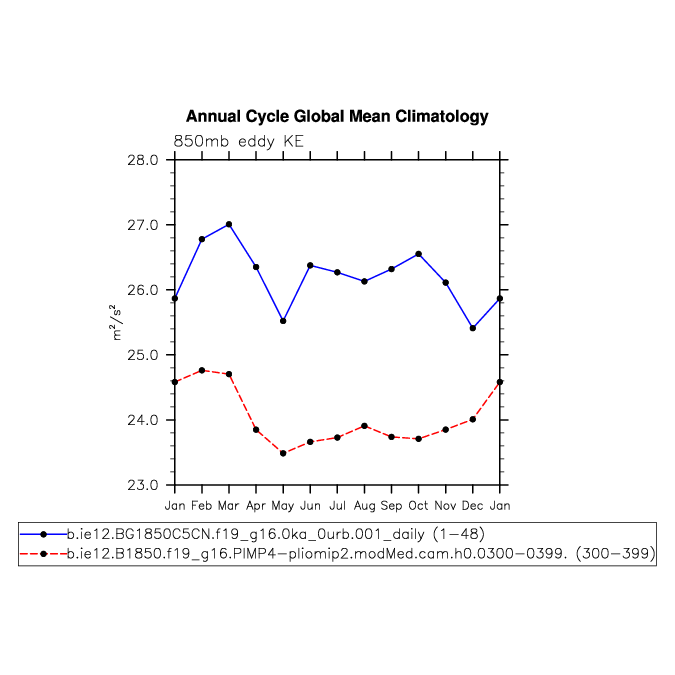 Annual Cycle Global Mean Climatology
850mb eddy KE
28.0
27.0
26.0
m²/s²
25.0
24.0
23.0
Jan Feb Mar Apr May Jun Jul Aug Sep Oct Nov Dec Jan
b.ie12.BG1850C5CN.f19_g16.0ka_0urb.001_daily (1-48)
b.ie12.B1850.f19_g16.PlMP4-pliomip2.modMed.cam.h0.0300-0399. (300-399)